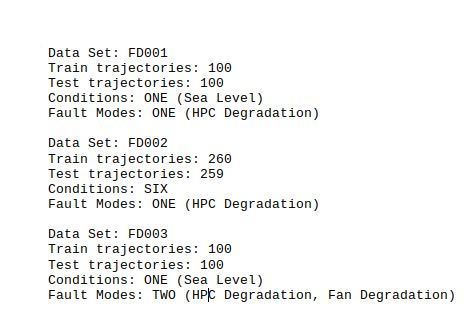 Data Set: FD001
Train trajectories: 100
Test trajectories: 100
Conditions: ONE (Sea Level)
Fault Modes: ONE (HPC Degradation)
Data Set: FD002
Train trajectories: 260
Test trajectories: 259
Conditions: SIX
Fault Modes: ONE (HPC Degradation)
Data Set: FD003
Train trajectories: 100
Test trajectories: 100
Conditions: ONE (Sea Level)
Fault Modes: TWO (HPC Degradation, Fan Degradation)